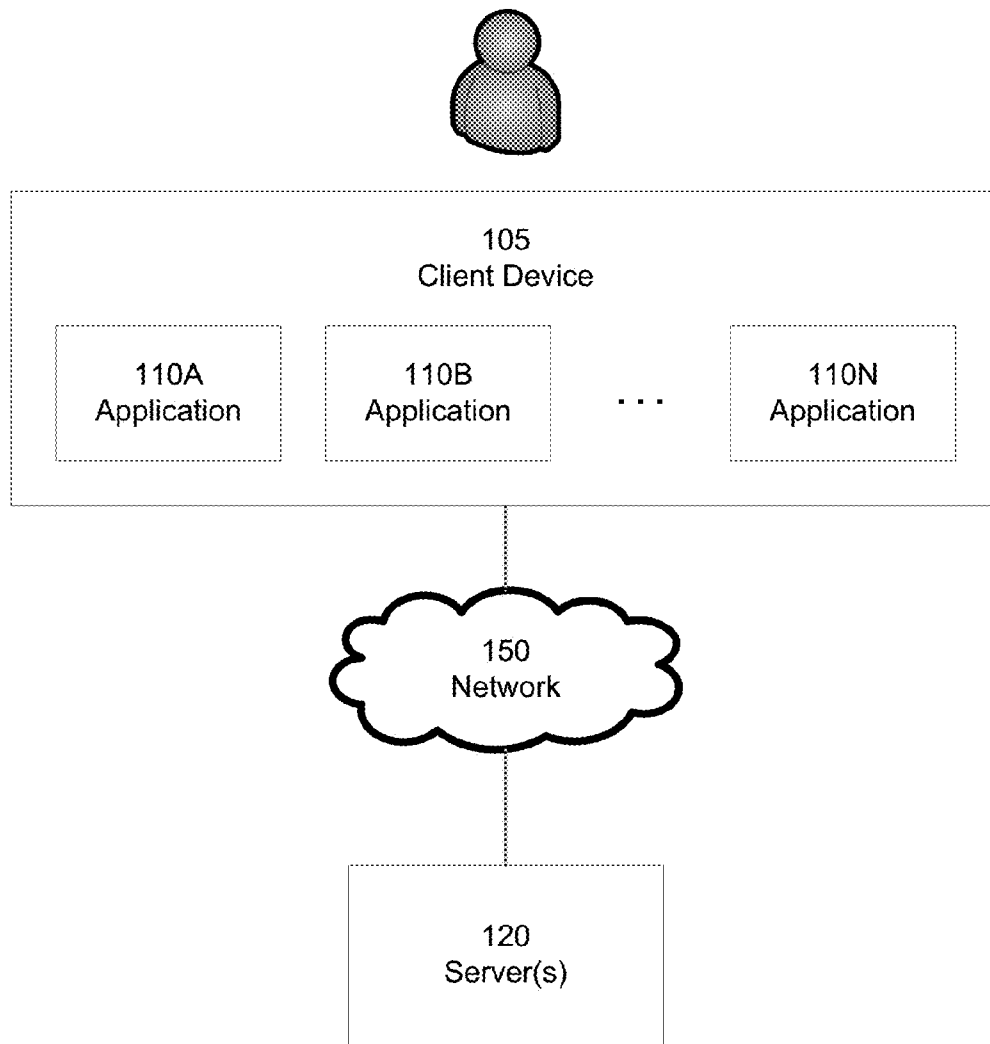 105
Client Device
110A
Application
110B
Application
. . .
110N
Application
150
Network
120
Server(s)